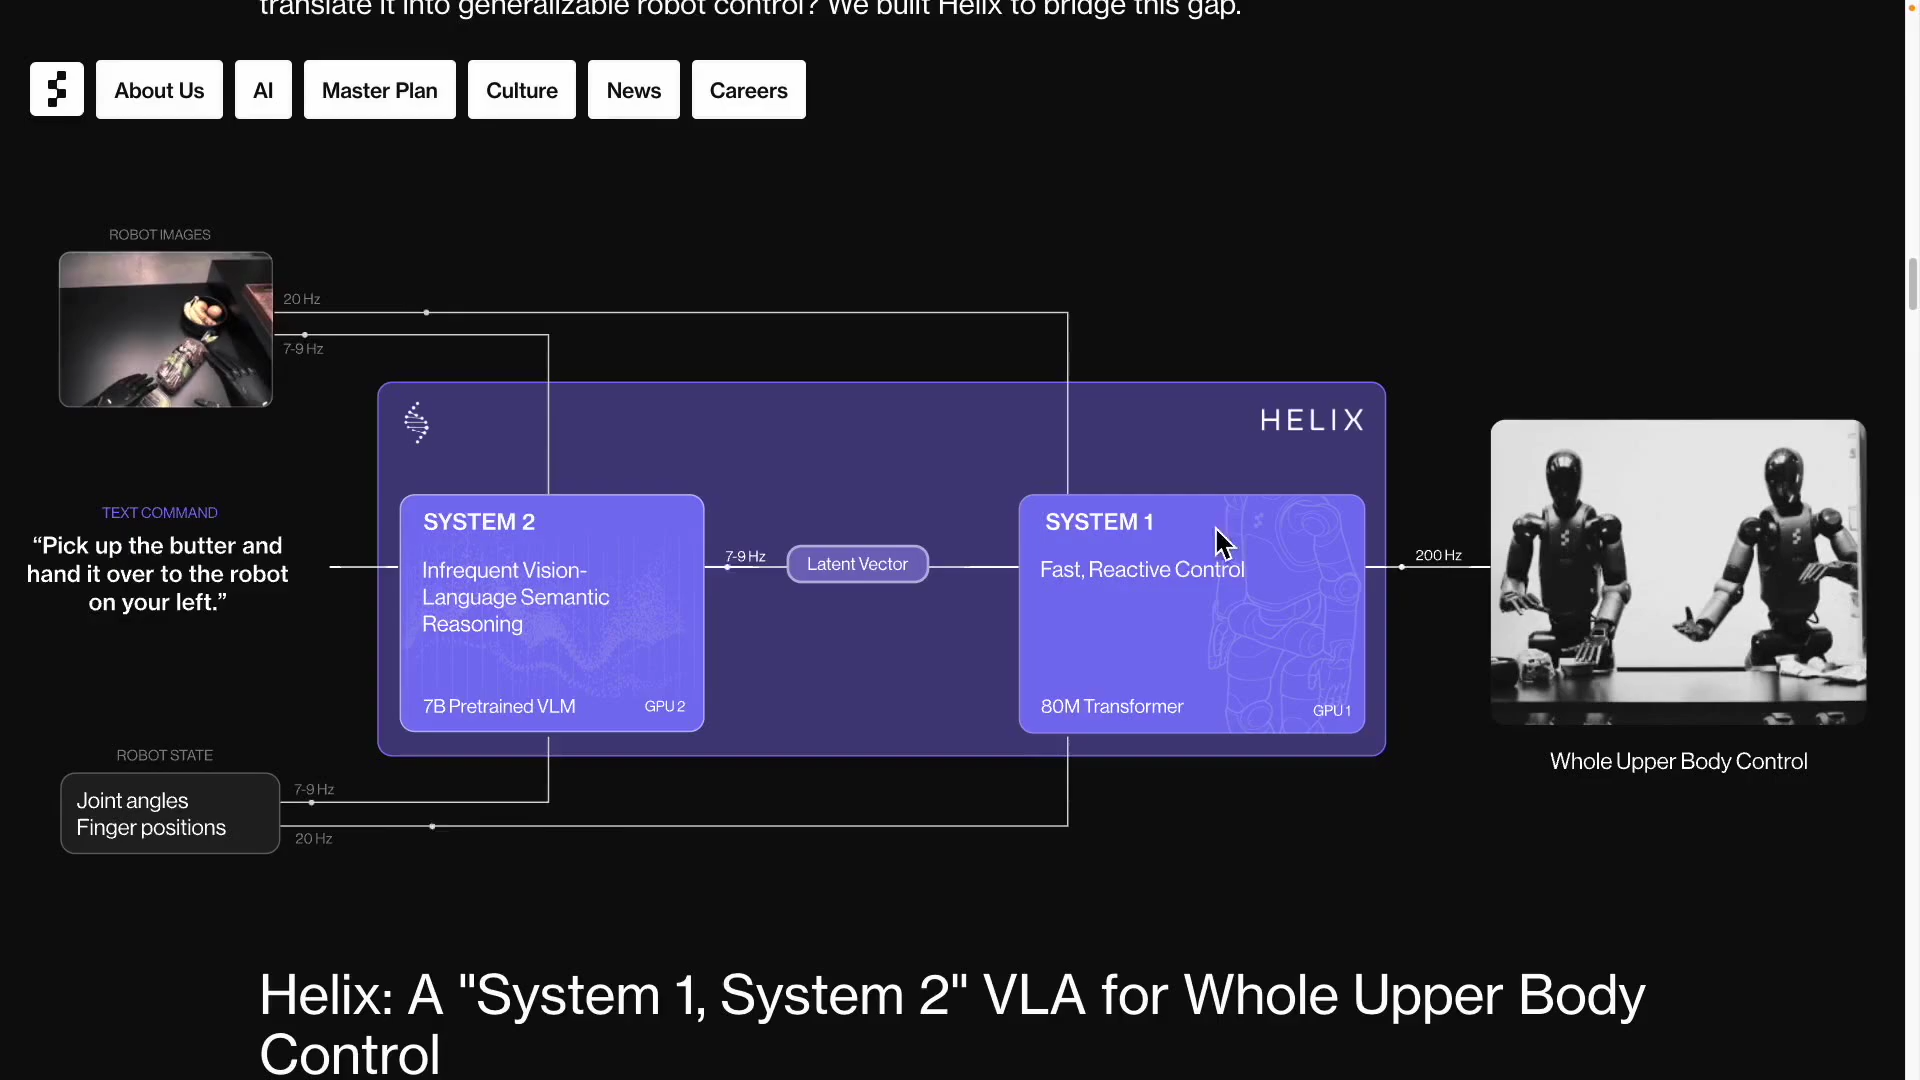 translate it into generalizable robot control? We built Helix to bridge this gap.
About Us
AI
Master Plan
Culture
News
Careers
ROBOT IMAGES
20 Hz
7-9 Hz
HELIX
TEXT COMMAND
“Pick up the butter and
hand it over to the robot
on your left.”
SYSTEM 2
Infrequent Vision-
Language Semantic
Reasoning
7B Pretrained VLM
GPU 2
7-9 Hz
Latent Vector
SYSTEM 1
Fast, Reactive Control
80M Transformer
GPU 1
200 Hz
Whole Upper Body Control
ROBOT STATE
Joint angles
Finger positions
7-9 Hz
20 Hz
Helix: A "System 1, System 2" VLA for Whole Upper Body
Control